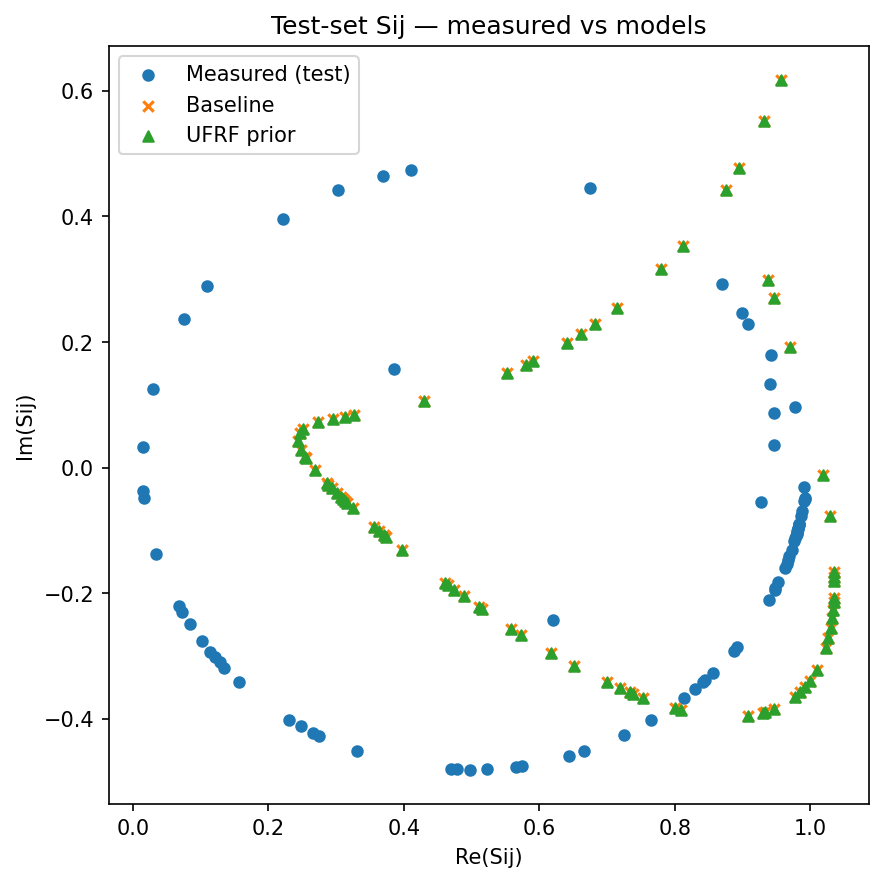 Test-set Sij — measured vs models
Measured (test)
Baseline
UFRF prior
0.6
0.4
0.2
0.0
−0.2
−0.4
Im(Sij)
0.0
0.2
0.4
0.6
0.8
1.0
Re(Sij)